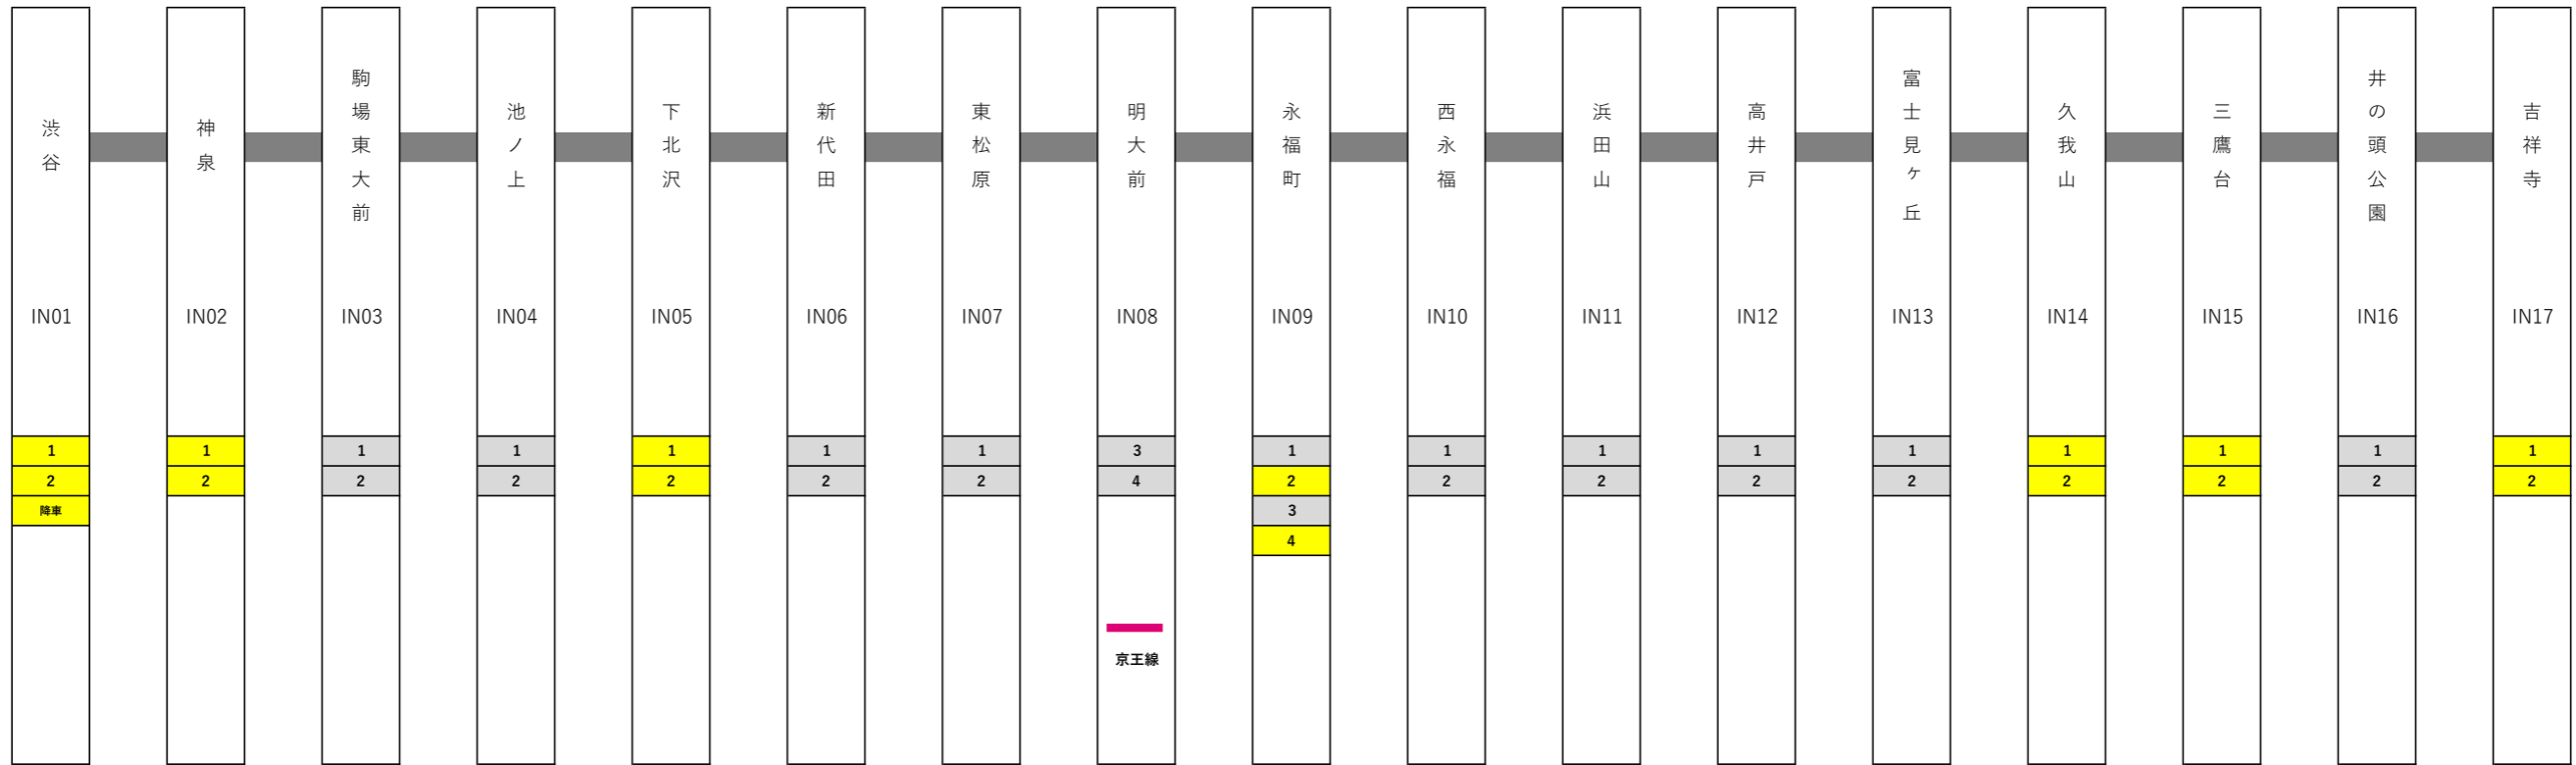 渋谷
IN01
1
2
降車
神泉
IN02
1
2
駒場東大前
IN03
1
2
池ノ上
IN04
1
2
下北沢
IN05
1
2
新代田
IN06
1
2
東松原
IN07
1
2
明大前
IN08
3
4
京王線
永福町
IN09
1
2
3
4
西永福
IN10
1
2
浜田山
IN11
1
2
高井戸
IN12
1
2
富士見ヶ丘
IN13
1
2
久我山
IN14
1
2
三鷹台
IN15
1
2
井の頭公園
IN16
1
2
吉祥寺
IN17
1
2